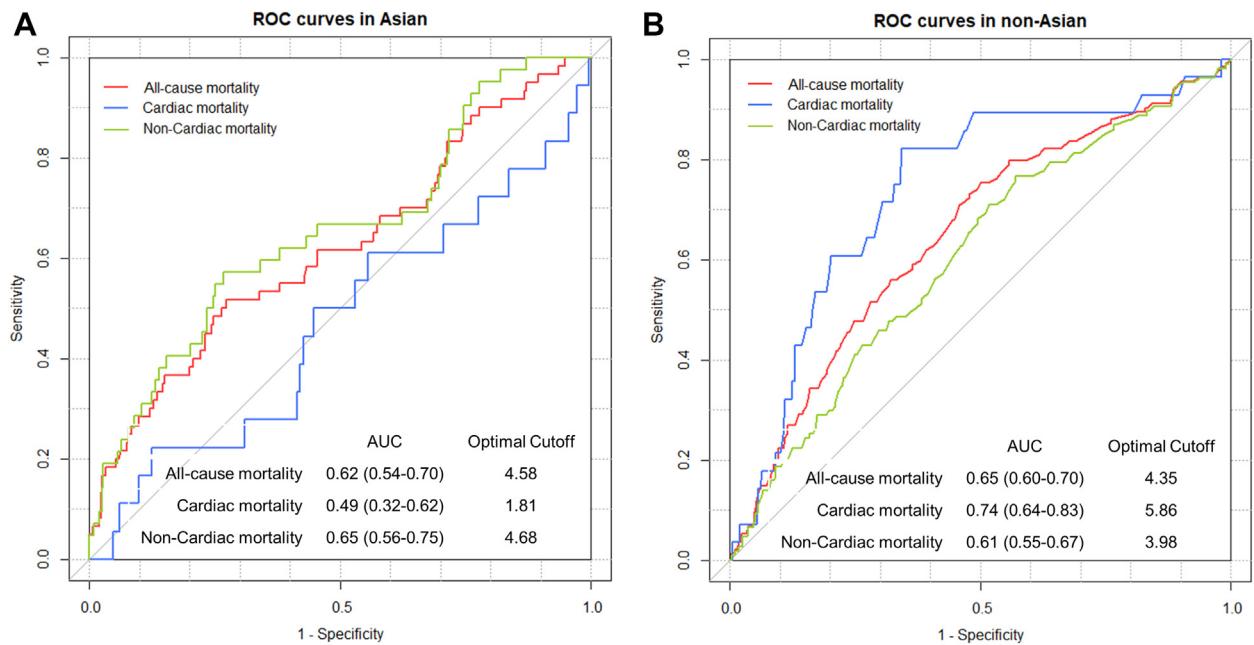 A
ROC curves in Asian
All-cause mortality
Cardiac mortality
Non-Cardiac mortality
Sensitivity
1.0
0.8
0.6
0.4
0.2
0.0
AUC Optimal Cutoff
All-cause mortality 0.62 (0.54-0.70) 4.58
Cardiac mortality 0.49 (0.32-0.62) 1.81
Non-Cardiac mortality 0.65 (0.56-0.75) 4.68
0.0 0.5 1.0
1 - Specificity
B
ROC curves in non-Asian
All-cause mortality
Cardiac mortality
Non-Cardiac mortality
Sensitivity
1.0
0.8
0.6
0.4
0.2
0.0
AUC Optimal Cutoff
All-cause mortality 0.65 (0.60-0.70) 4.35
Cardiac mortality 0.74 (0.64-0.83) 5.86
Non-Cardiac mortality 0.61 (0.55-0.67) 3.98
0.0 0.5 1.0
1 - Specificity